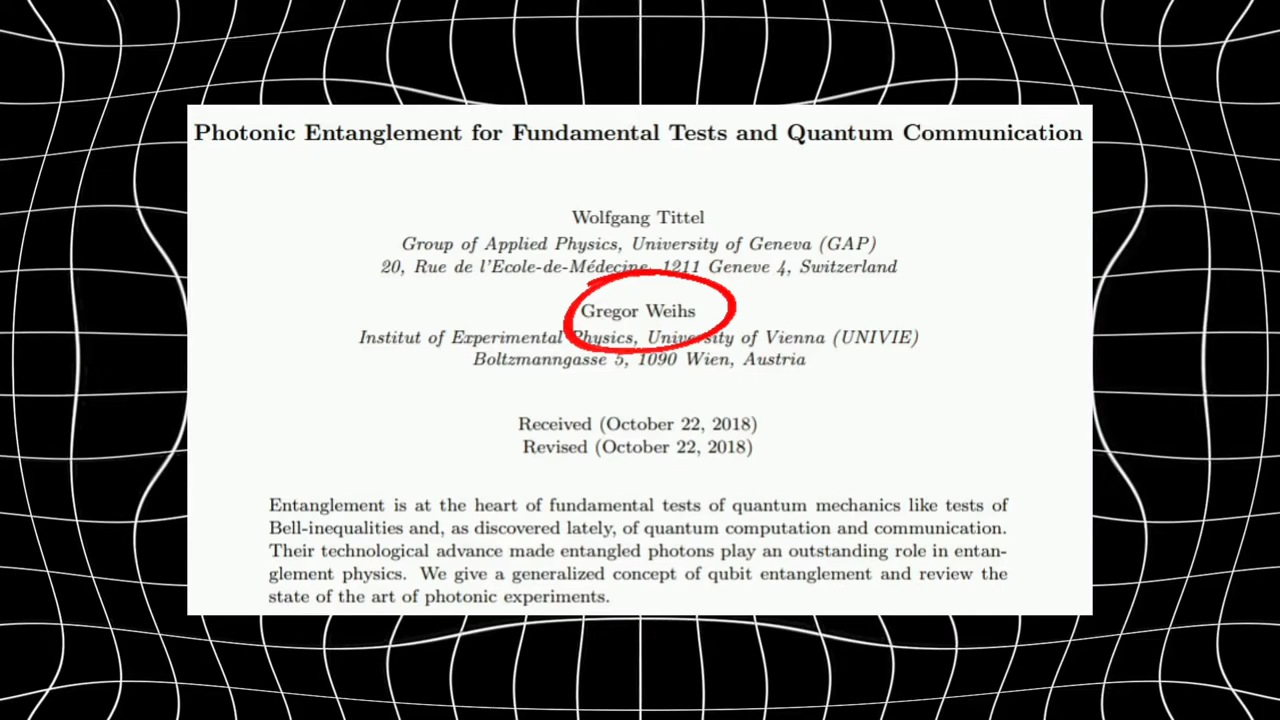 Photonic Entanglement for Fundamental Tests and Quantum Communication
Wolfgang Tittel
Group of Applied Physics, University of Geneva (GAP)
20, Rue de l'Ecole-de-Médecine, 1211 Geneve 4, Switzerland
Gregor Weihs
Institut of Experimental Physics, University of Vienna (UNIVIE)
Boltzmanngasse 5, 1090 Wien, Austria
Received (October 22, 2018)
Revised (October 22, 2018)
Entanglement is at the heart of fundamental tests of quantum mechanics like tests of
Bell-inequalities and, as discovered lately, of quantum computation and communication.
Their technological advance made entangled photons play an outstanding role in entan-
glement physics. We give a generalized concept of qubit entanglement and review the
state of the art of photonic experiments.